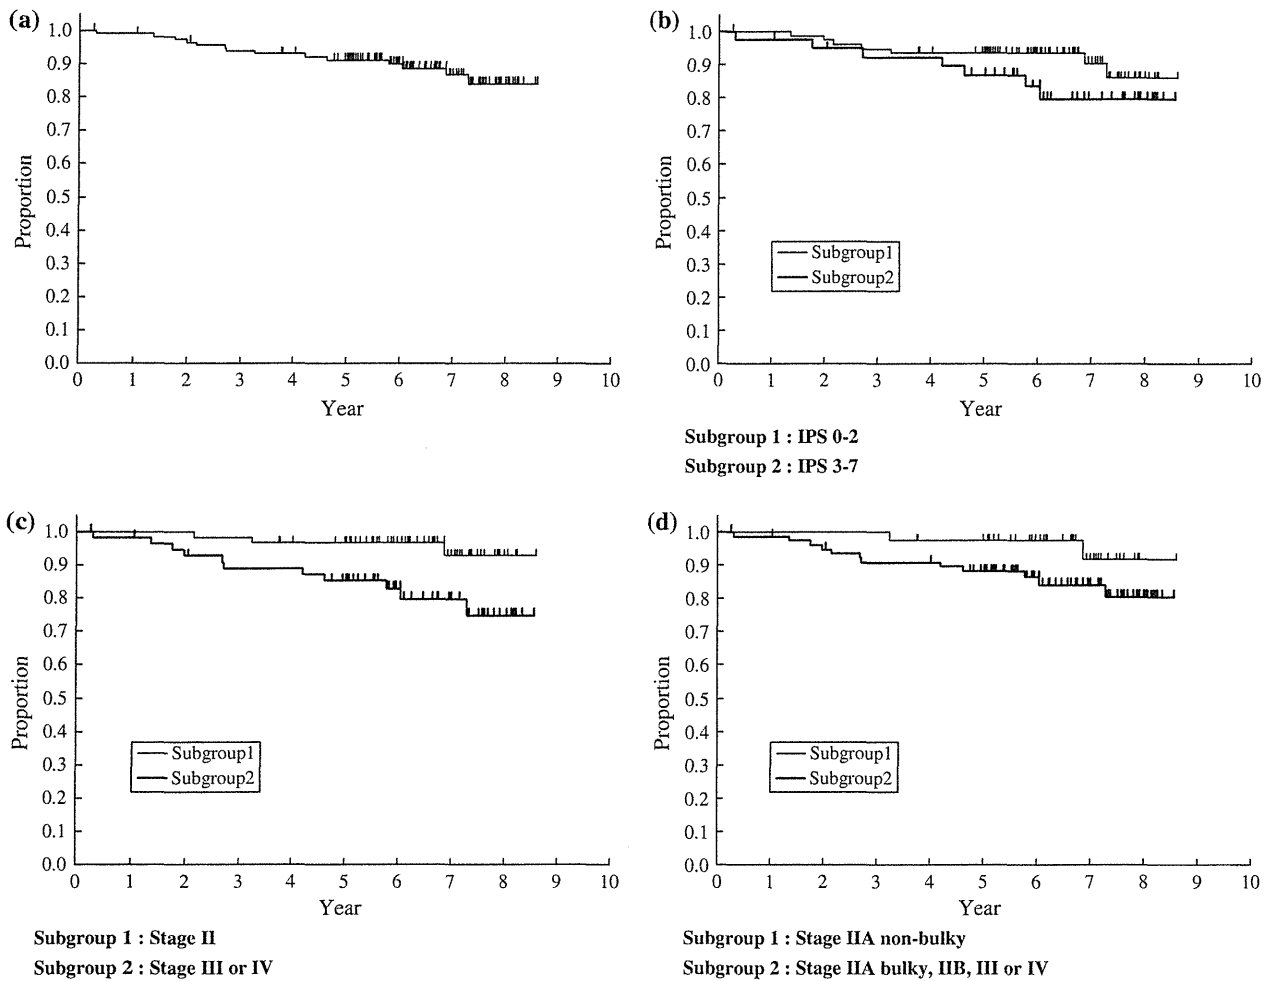 (a)
1.0
0.9
0.8
0.7
0.6
0.5
0.4
0.3
0.2
0.1
0.0
Proportion
0 1 2 3 4 5 6 7 8 9 10
Year
(b)
1.0
0.9
0.8
0.7
0.6
0.5
0.4
0.3
0.2
0.1
0.0
Proportion
Subgroup1
Subgroup2
0 1 2 3 4 5 6 7 8 9 10
Year
Subgroup 1 : IPS 0-2
Subgroup 2 : IPS 3-7
(c)
1.0
0.9
0.8
0.7
0.6
0.5
0.4
0.3
0.2
0.1
0.0
Proportion
Subgroup1
Subgroup2
0 1 2 3 4 5 6 7 8 9 10
Year
Subgroup 1 : Stage II
Subgroup 2 : Stage III or IV
(d)
1.0
0.9
0.8
0.7
0.6
0.5
0.4
0.3
0.2
0.1
0.0
Proportion
Subgroup1
Subgroup2
0 1 2 3 4 5 6 7 8 9 10
Year
Subgroup 1 : Stage IIA non-bulky
Subgroup 2 : Stage IIA bulky, IIB, III or IV